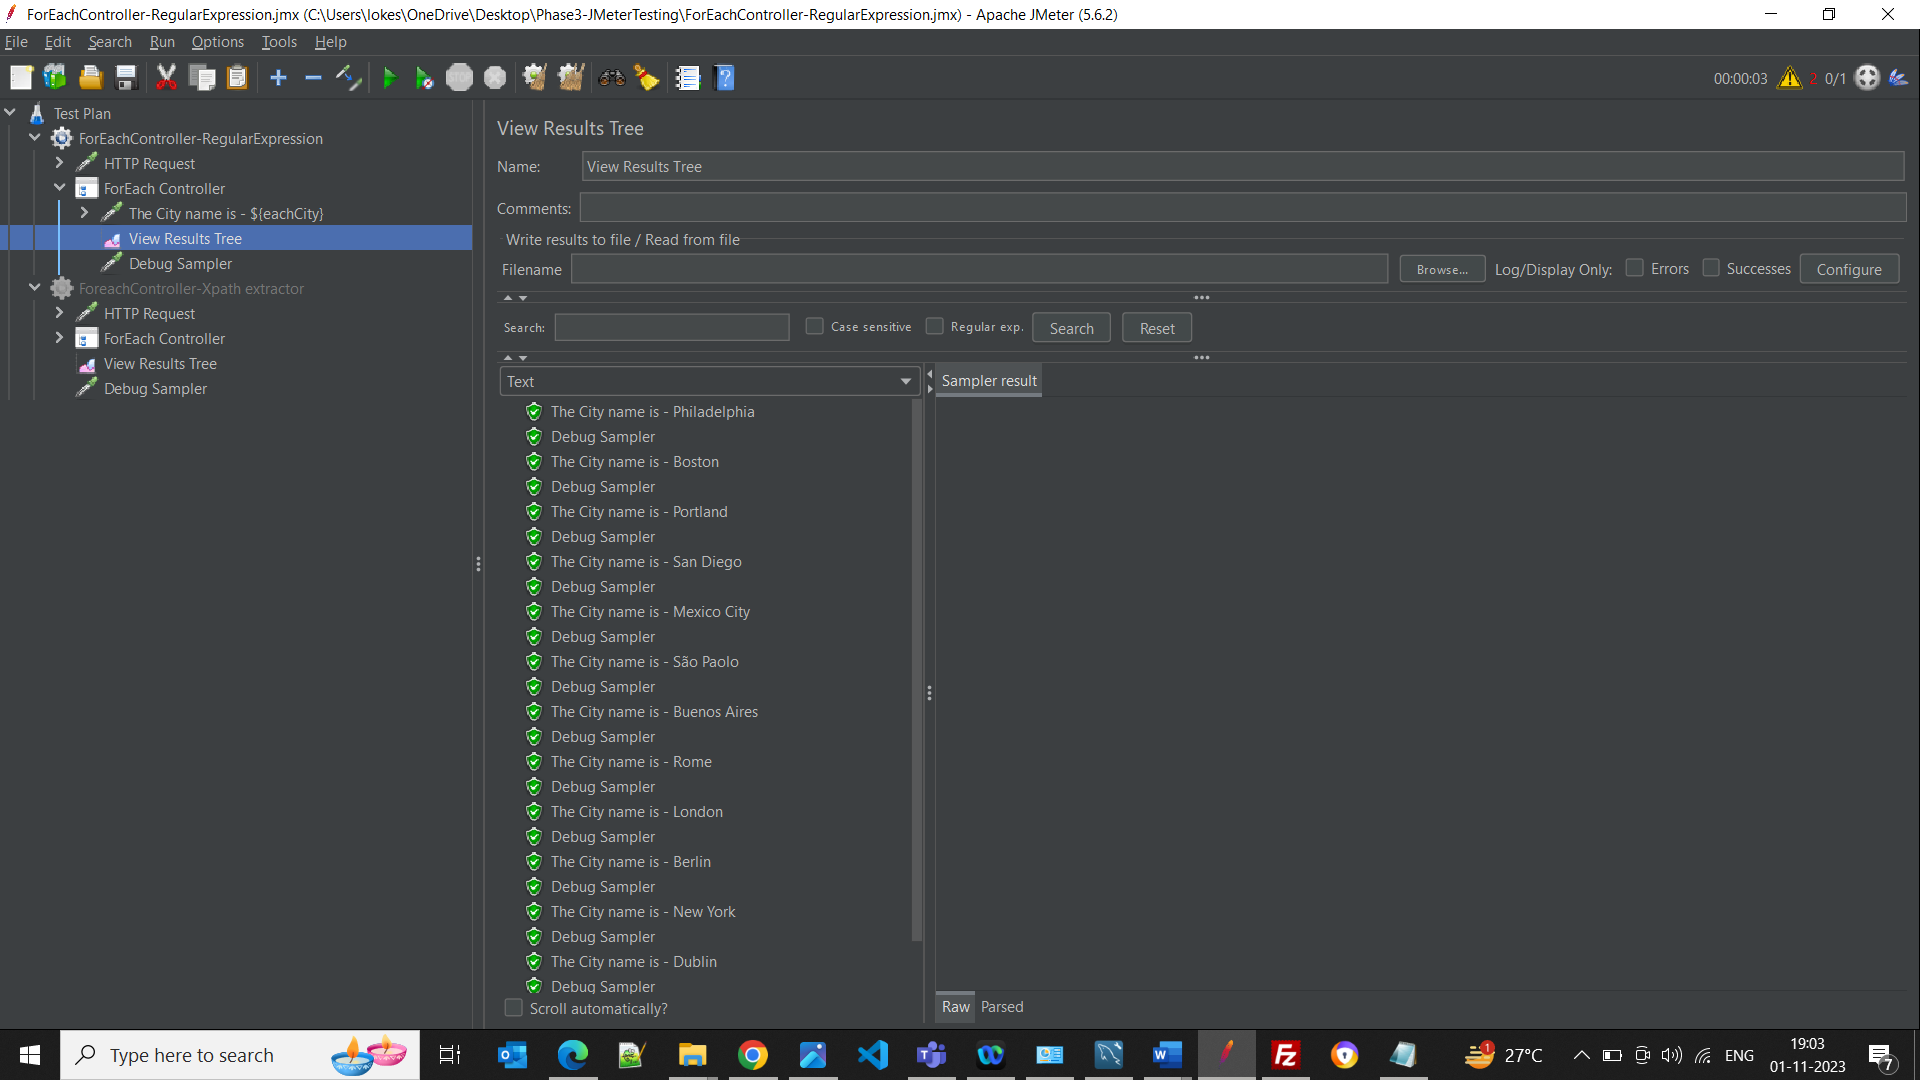 ForEachController-RegularExpression.jmx (C:\Users\lokes\OneDrive\Desktop\Phase3-JMeterTesting\ForEachController-RegularExpression.jmx) - Apache JMeter (5.6.2)
File Edit Search Run Options Tools Help
STOP
00:00:03 2 0/1
Test Plan
ForEachController-RegularExpression
HTTP Request
ForEach Controller
The City name is - ${eachCity}
View Results Tree
Debug Sampler
ForeachController-Xpath extractor
HTTP Request
ForEach Controller
View Results Tree
Debug Sampler
View Results Tree
Name: View Results Tree
Comments:
Write results to file / Read from file
Filename Browse... Log/Display Only: Errors Successes Configure
Search: Case sensitive Regular exp. Search Reset
Text
Sampler result
The City name is - Philadelphia
Debug Sampler
The City name is - Boston
Debug Sampler
The City name is - Portland
Debug Sampler
The City name is - San Diego
Debug Sampler
The City name is - Mexico City
Debug Sampler
The City name is - São Paolo
Debug Sampler
The City name is - Buenos Aires
Debug Sampler
The City name is - Rome
Debug Sampler
The City name is - London
Debug Sampler
The City name is - Berlin
Debug Sampler
The City name is - New York
Debug Sampler
The City name is - Dublin
Debug Sampler
Scroll automatically?
Raw Parsed
Type here to search
1 27°C ENG
19:03
01-11-2023
7